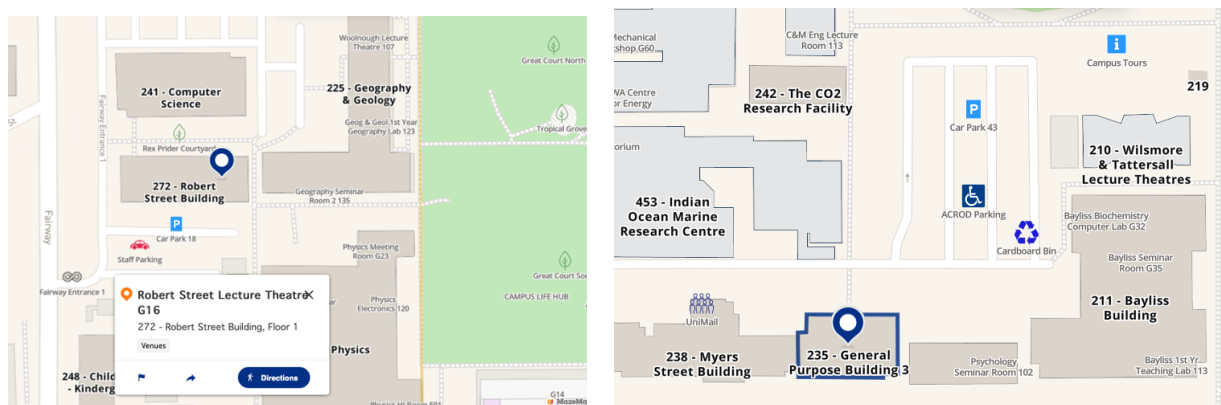 Woolnough Lecture
Theatre 107
Great Court North
241 - Computer
Science
225 - Geography
& Geology
Fairway Entrance 1
Geog & Geol 1st Year
Geography Lab 123
Tropical Grove
Rex Prider Courtyard
272 - Robert
Street Building
Geography Seminar
Room 2 135
Fairway
P
Car Park 18
Staff Parking
Physics Meeting
Room G23
Great Court Sou
Fairway Entrance 1
Robert Street Lecture Theatre
G16
272 - Robert Street Building, Floor 1
Venues
Directions
Physics
Electronics 120
CAMPUS LIFE HUB
Physics
248 - Child
- Kinderg
G14
MazeMa
Mechanical
kshop G60
C&M Eng Lecture
Room 113
i
Campus Tours
WA Centre
or Energy
242 - The CO2
Research Facility
219
P
Car Park 43
orium
210 - Wilsmore
& Tattersall
Lecture Theatres
453 - Indian
Ocean Marine
Research Centre
ACROD Parking
Cardboard Bin
Bayliss Biochemistry
Computer Lab G32
Bayliss Seminar
Room G35
211 - Bayliss
Building
UniMail
238 - Myers
Street Building
235 - General
Purpose Building 3
Psychology
Seminar Room 102
Bayliss 1st Yr
Teaching Lab 113